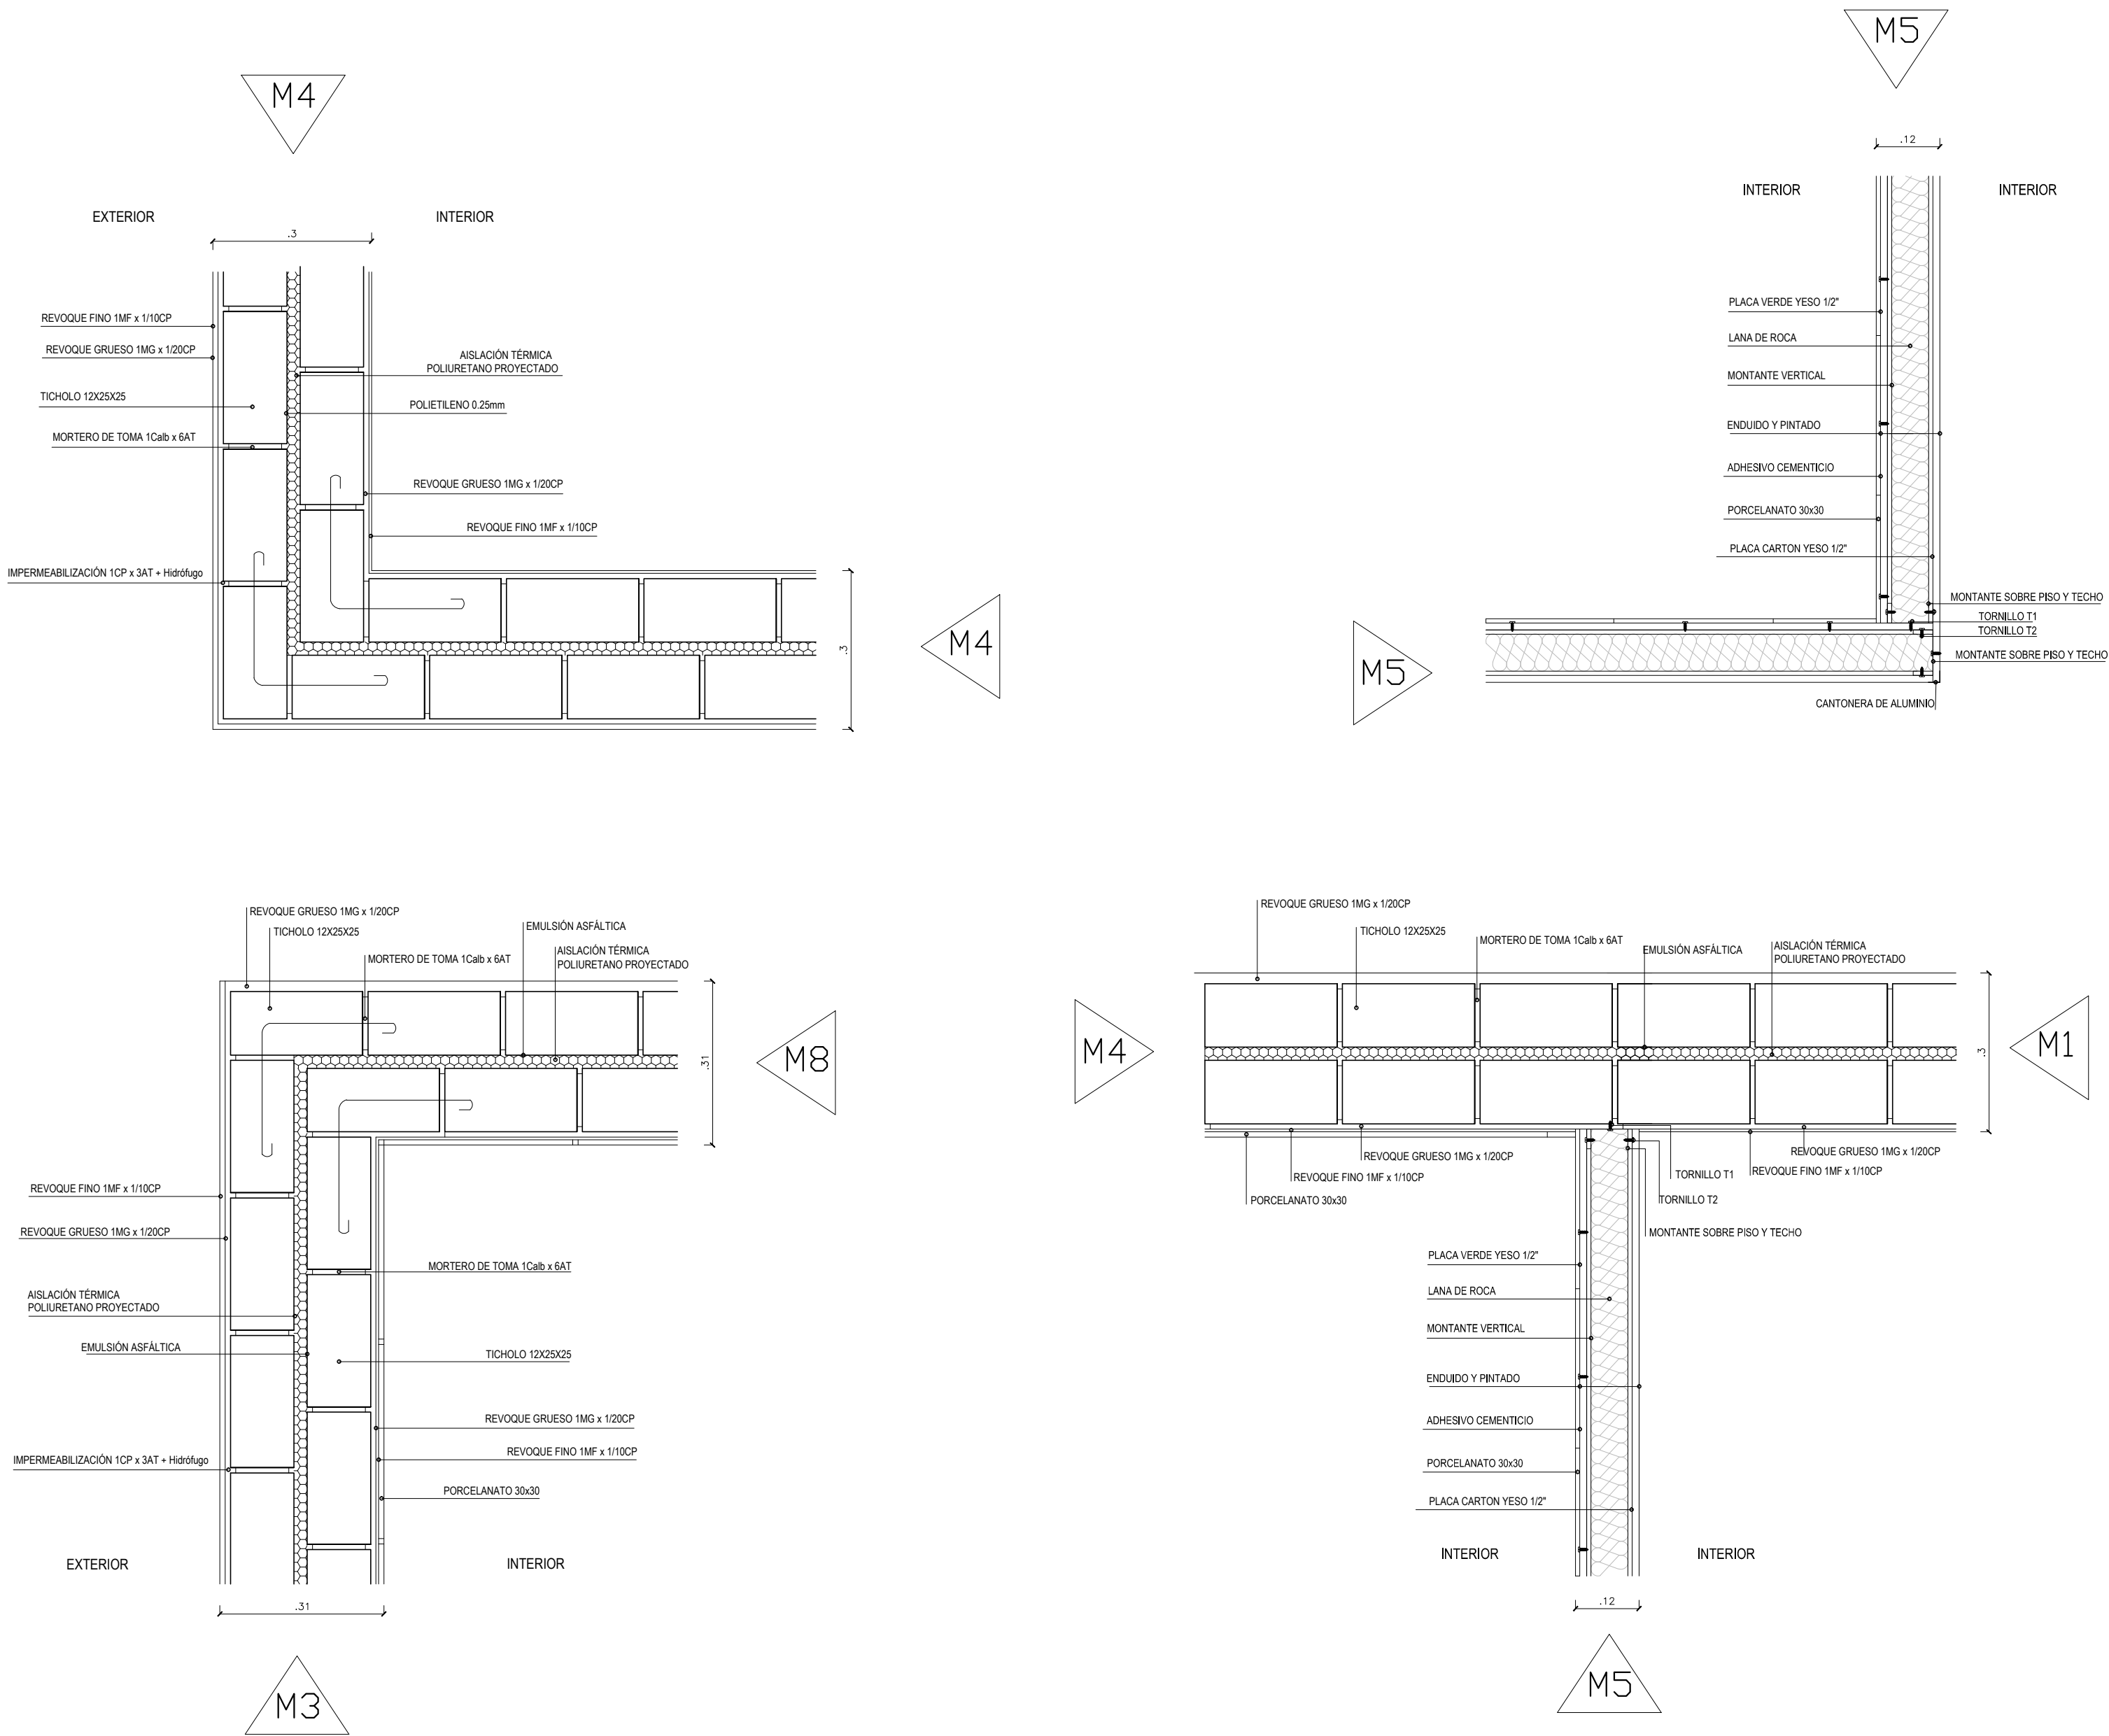 M4
EXTERIOR
INTERIOR
.3
REVOQUE FINO 1MF x 1/10CP
REVOQUE GRUESO 1MG x 1/20CP
TICHOLO 12X25X25
MORTERO DE TOMA 1Calb x 6AT
IMPERMEABILIZACIÓN 1CP x 3AT + Hidrófugo
AISLACIÓN TÉRMICA
POLIURETANO PROYECTADO
POLIETILENO 0.25mm
REVOQUE GRUESO 1MG x 1/20CP
REVOQUE FINO 1MF x 1/10CP
.3
M4
M5
.12
INTERIOR
INTERIOR
PLACA VERDE YESO 1/2"
LANA DE ROCA
MONTANTE VERTICAL
ENDUIDO Y PINTADO
ADHESIVO CEMENTICIO
PORCELANATO 30x30
PLACA CARTON YESO 1/2"
MONTANTE SOBRE PISO Y TECHO
TORNILLO T1
TORNILLO T2
MONTANTE SOBRE PISO Y TECHO
CANTONERA DE ALUMINIO
M5
REVOQUE GRUESO 1MG x 1/20CP
TICHOLO 12X25X25
MORTERO DE TOMA 1Calb x 6AT
EMULSIÓN ASFÁLTICA
AISLACIÓN TÉRMICA
POLIURETANO PROYECTADO
.31
M8
REVOQUE FINO 1MF x 1/10CP
REVOQUE GRUESO 1MG x 1/20CP
AISLACIÓN TÉRMICA
POLIURETANO PROYECTADO
EMULSIÓN ASFÁLTICA
IMPERMEABILIZACIÓN 1CP x 3AT + Hidrófugo
MORTERO DE TOMA 1Calb x 6AT
TICHOLO 12X25X25
REVOQUE GRUESO 1MG x 1/20CP
REVOQUE FINO 1MF x 1/10CP
PORCELANATO 30x30
EXTERIOR
INTERIOR
.31
M3
REVOQUE GRUESO 1MG x 1/20CP
TICHOLO 12X25X25
MORTERO DE TOMA 1Calb x 6AT
EMULSIÓN ASFÁLTICA
AISLACIÓN TÉRMICA
POLIURETANO PROYECTADO
M4
.3
M1
REVOQUE GRUESO 1MG x 1/20CP
REVOQUE FINO 1MF x 1/10CP
PORCELANATO 30x30
REVOQUE GRUESO 1MG x 1/20CP
REVOQUE FINO 1MF x 1/10CP
TORNILLO T1
TORNILLO T2
MONTANTE SOBRE PISO Y TECHO
PLACA VERDE YESO 1/2"
LANA DE ROCA
MONTANTE VERTICAL
ENDUIDO Y PINTADO
ADHESIVO CEMENTICIO
PORCELANATO 30x30
PLACA CARTON YESO 1/2"
INTERIOR
INTERIOR
.12
M5